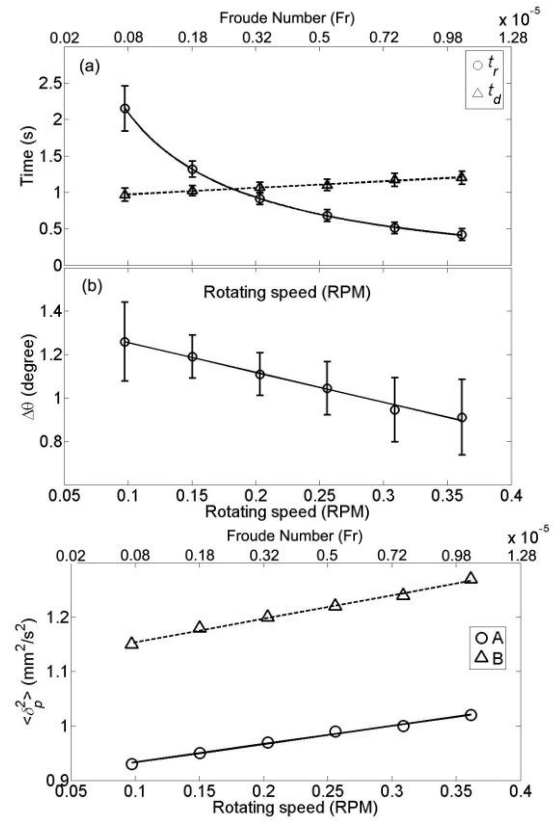 Froude Number (Fr)
x 10^-5
0.02 0.08 0.18 0.32 0.5 0.72 0.98 1.28
(a)
t_r
t_d
2.5
2
1.5
1
0.5
0
Time (s)
Rotating speed (RPM)
(b)
1.4
1.2
1
0.8
Δθ (degree)
0.05 0.1 0.15 0.2 0.25 0.3 0.35 0.4
Rotating speed (RPM)
Froude Number (Fr)
x 10^-5
0.02 0.08 0.18 0.32 0.5 0.72 0.98 1.28
A
B
1.2
1.1
1
0.9
<δ_p^2> (mm^2/s^2)
0.05 0.1 0.15 0.2 0.25 0.3 0.35 0.4
Rotating speed (RPM)